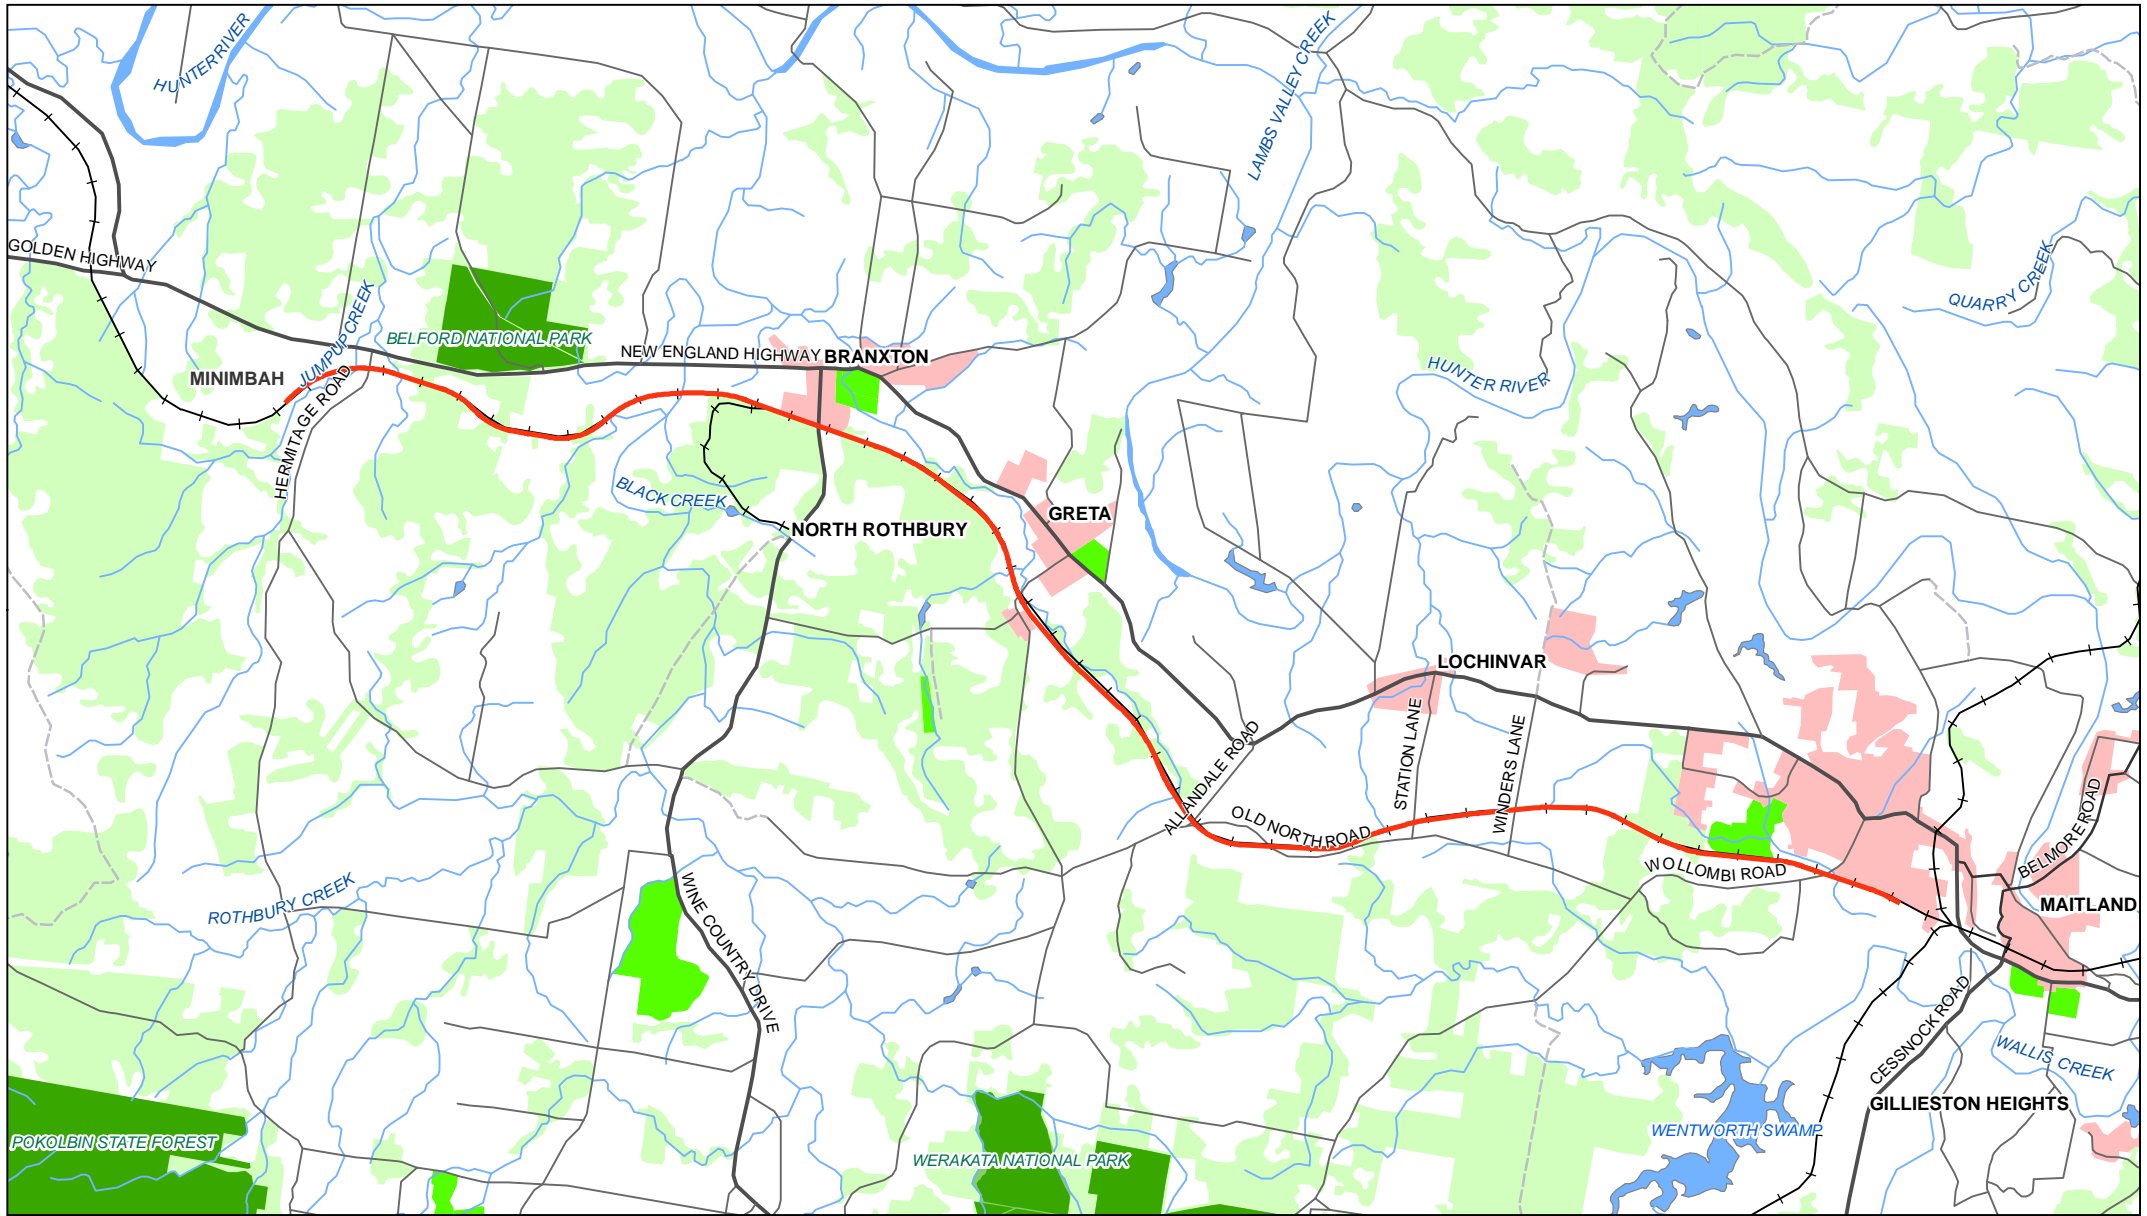 HUNTER RIVER
LAMBS VALLEY CREEK
GOLDEN HIGHWAY
QUARRY CREEK
JUMPUP CREEK
BELFORD NATIONAL PARK
NEW ENGLAND HIGHWAY
BRANXTON
MINIMBAH
HUNTER RIVER
HERMITAGE ROAD
BLACK CREEK
GRETA
NORTH ROTHBURY
LOCHINVAR
ALLANDALE ROAD
STATION LANE
WINDERS LANE
OLD NORTH ROAD
BELMORE ROAD
WOLLOMBI ROAD
ROTHBURY CREEK
WINE COUNTRY DRIVE
MAITLAND
CESSNOCK ROAD
WALLIS CREEK
GILLIESTON HEIGHTS
WENTWORTH SWAMP
POKOLBIN STATE FOREST
WERAKATA NATIONAL PARK